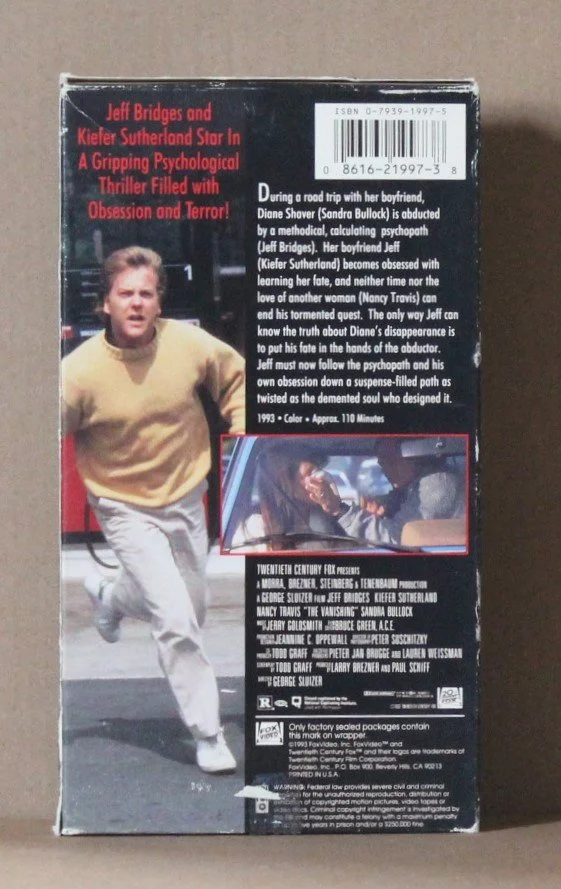 Jeff Bridges and
Kiefer Sutherland Star In
A Gripping Psychological
Thriller Filled with
Obsession and Terror!
ISBN 0-7939-1997-5
0 8616-21997-3 8
During a road trip with her boyfriend,
Diane Shaver (Sandra Bullock) is abducted
by a methodical, calculating psychopath
(Jeff Bridges). Her boyfriend Jeff
(Kiefer Sutherland) becomes obsessed with
learning her fate, and neither time nor the
love of another woman (Nancy Travis) can
end his tormented quest. The only way Jeff can
know the truth about Diane's disappearance is
to put his fate in the hands of the abductor.
Jeff must now follow the psychopath and his
own obsession down a suspense-filled path as
twisted as the demented soul who designed it.
1993 • Color • Approx. 110 Minutes
1
TWENTIETH CENTURY FOX PRESENTS
A MORRA, BREZNER, STEINBERG & TENENBAUM PRODUCTION
A GEORGE SLUIZER FILM JEFF BRIDGES KIEFER SUTHERLAND
NANCY TRAVIS "THE VANISHING" SANDRA BULLOCK
JERRY GOLDSMITH BRUCE GREEN, A.C.E.
JEANNINE C. OPPEWALL PETER SUSCHITZKY
TODD GRAFF PIETER JAN BRUGGE AND LAUREN WEISSMAN
TODD GRAFF LARRY BREZNER AND PAUL SCHIFF
GEORGE SLUIZER
R
Closed captioned by the
National Captioning Institute.
FOX
VIDEO
Only factory sealed packages contain
this mark on wrapper.
©1993 FoxVideo, Inc. FoxVideo™ and
Twentieth Century Fox™ and their logos are trademarks of
Twentieth Century Film Corporation.
FoxVideo, Inc., P.O. Box 900, Beverly Hills, CA 90213
PRINTED IN U.S.A.
WARNING: Federal law provides severe civil and criminal
for the unauthorized reproduction, distribution or
of copyrighted motion pictures, video tapes or
discs. Criminal copyright infringement is investigated by
and may constitute a felony with a maximum penalty
years in prison and/or a $250,000 fine.